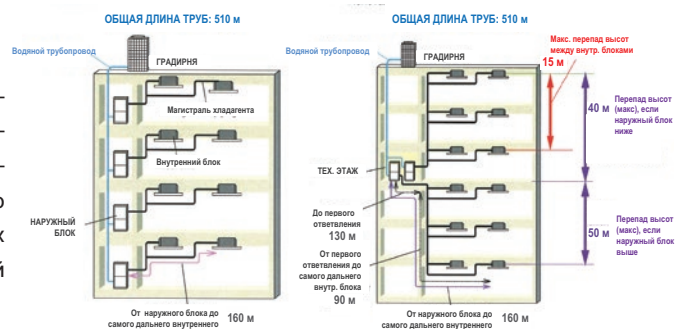 ОБЩАЯ ДЛИНА ТРУБ: 510 м
Водяной трубопровод
ГРАДИРНЯ
Магистраль хладагента
Внутренний блок
НАРУЖНЫЙ
БЛОК
От наружного блока до
самого дальнего внутреннего
160 м
ОБЩАЯ ДЛИНА ТРУБ: 510 м
Водяной трубопровод
ГРАДИРНЯ
Макс. перепад высот
между внутр. блоками
15 м
40 м
Перепад высот
(макс), если
наружный блок
ниже
ТЕХ. ЭТАЖ
До первого
ответвления
130 м
От первого
ответвления до
самого дальнего
внутр. блока
90 м
50 м
Перепад высот
(макс), если
наружный блок
выше
От наружного блока до
самого дальнего внутреннего
160 м